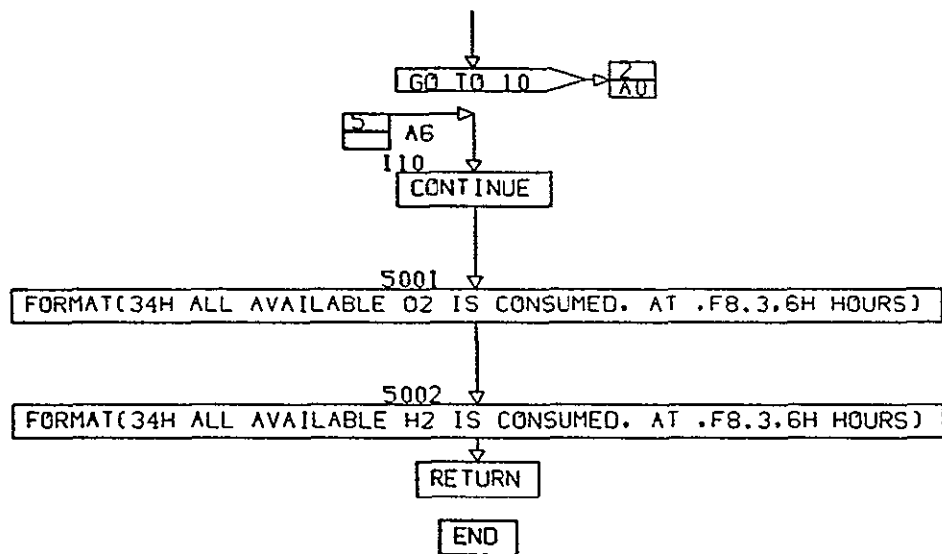 GO TO 10
2
A0
5
A6
110
CONTINUE
5001
FORMAT(34H ALL AVAILABLE O2 IS CONSUMED. AT .F8.3.6H HOURS)
5002
FORMAT(34H ALL AVAILABLE H2 IS CONSUMED. AT .F8.3.6H HOURS)
RETURN
END